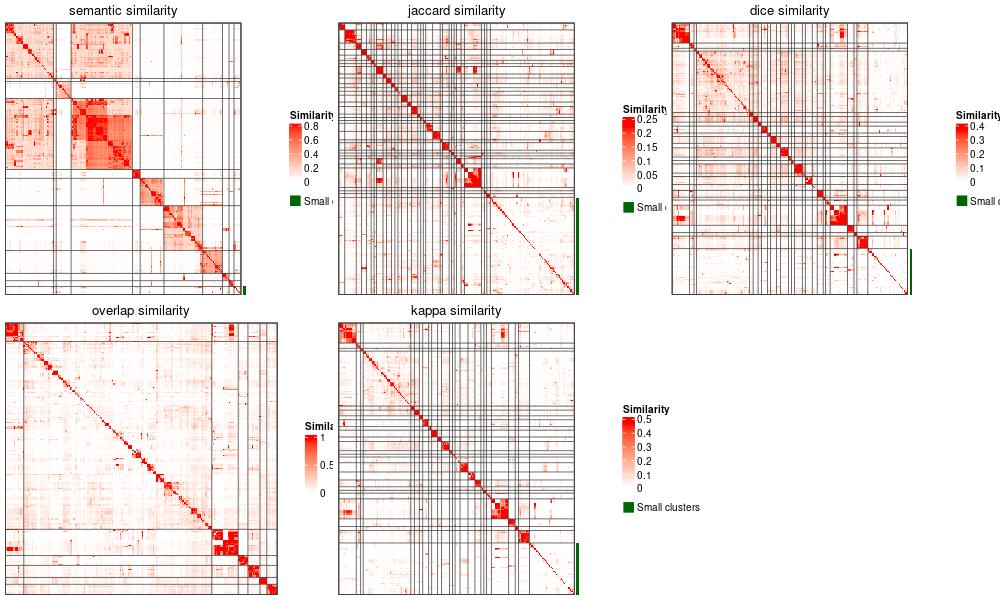 semantic similarity
Similarity
0.8
0.6
0.4
0.2
0
Small
jaccard similarity
Similarity
0.25
0.2
0.15
0.1
0.05
0
Small
dice similarity
Similarity
0.4
0.3
0.2
0.1
0
Small c
overlap similarity
Simila
1
0.5
0
kappa similarity
Similarity
0.5
0.4
0.3
0.2
0.1
0
Small clusters